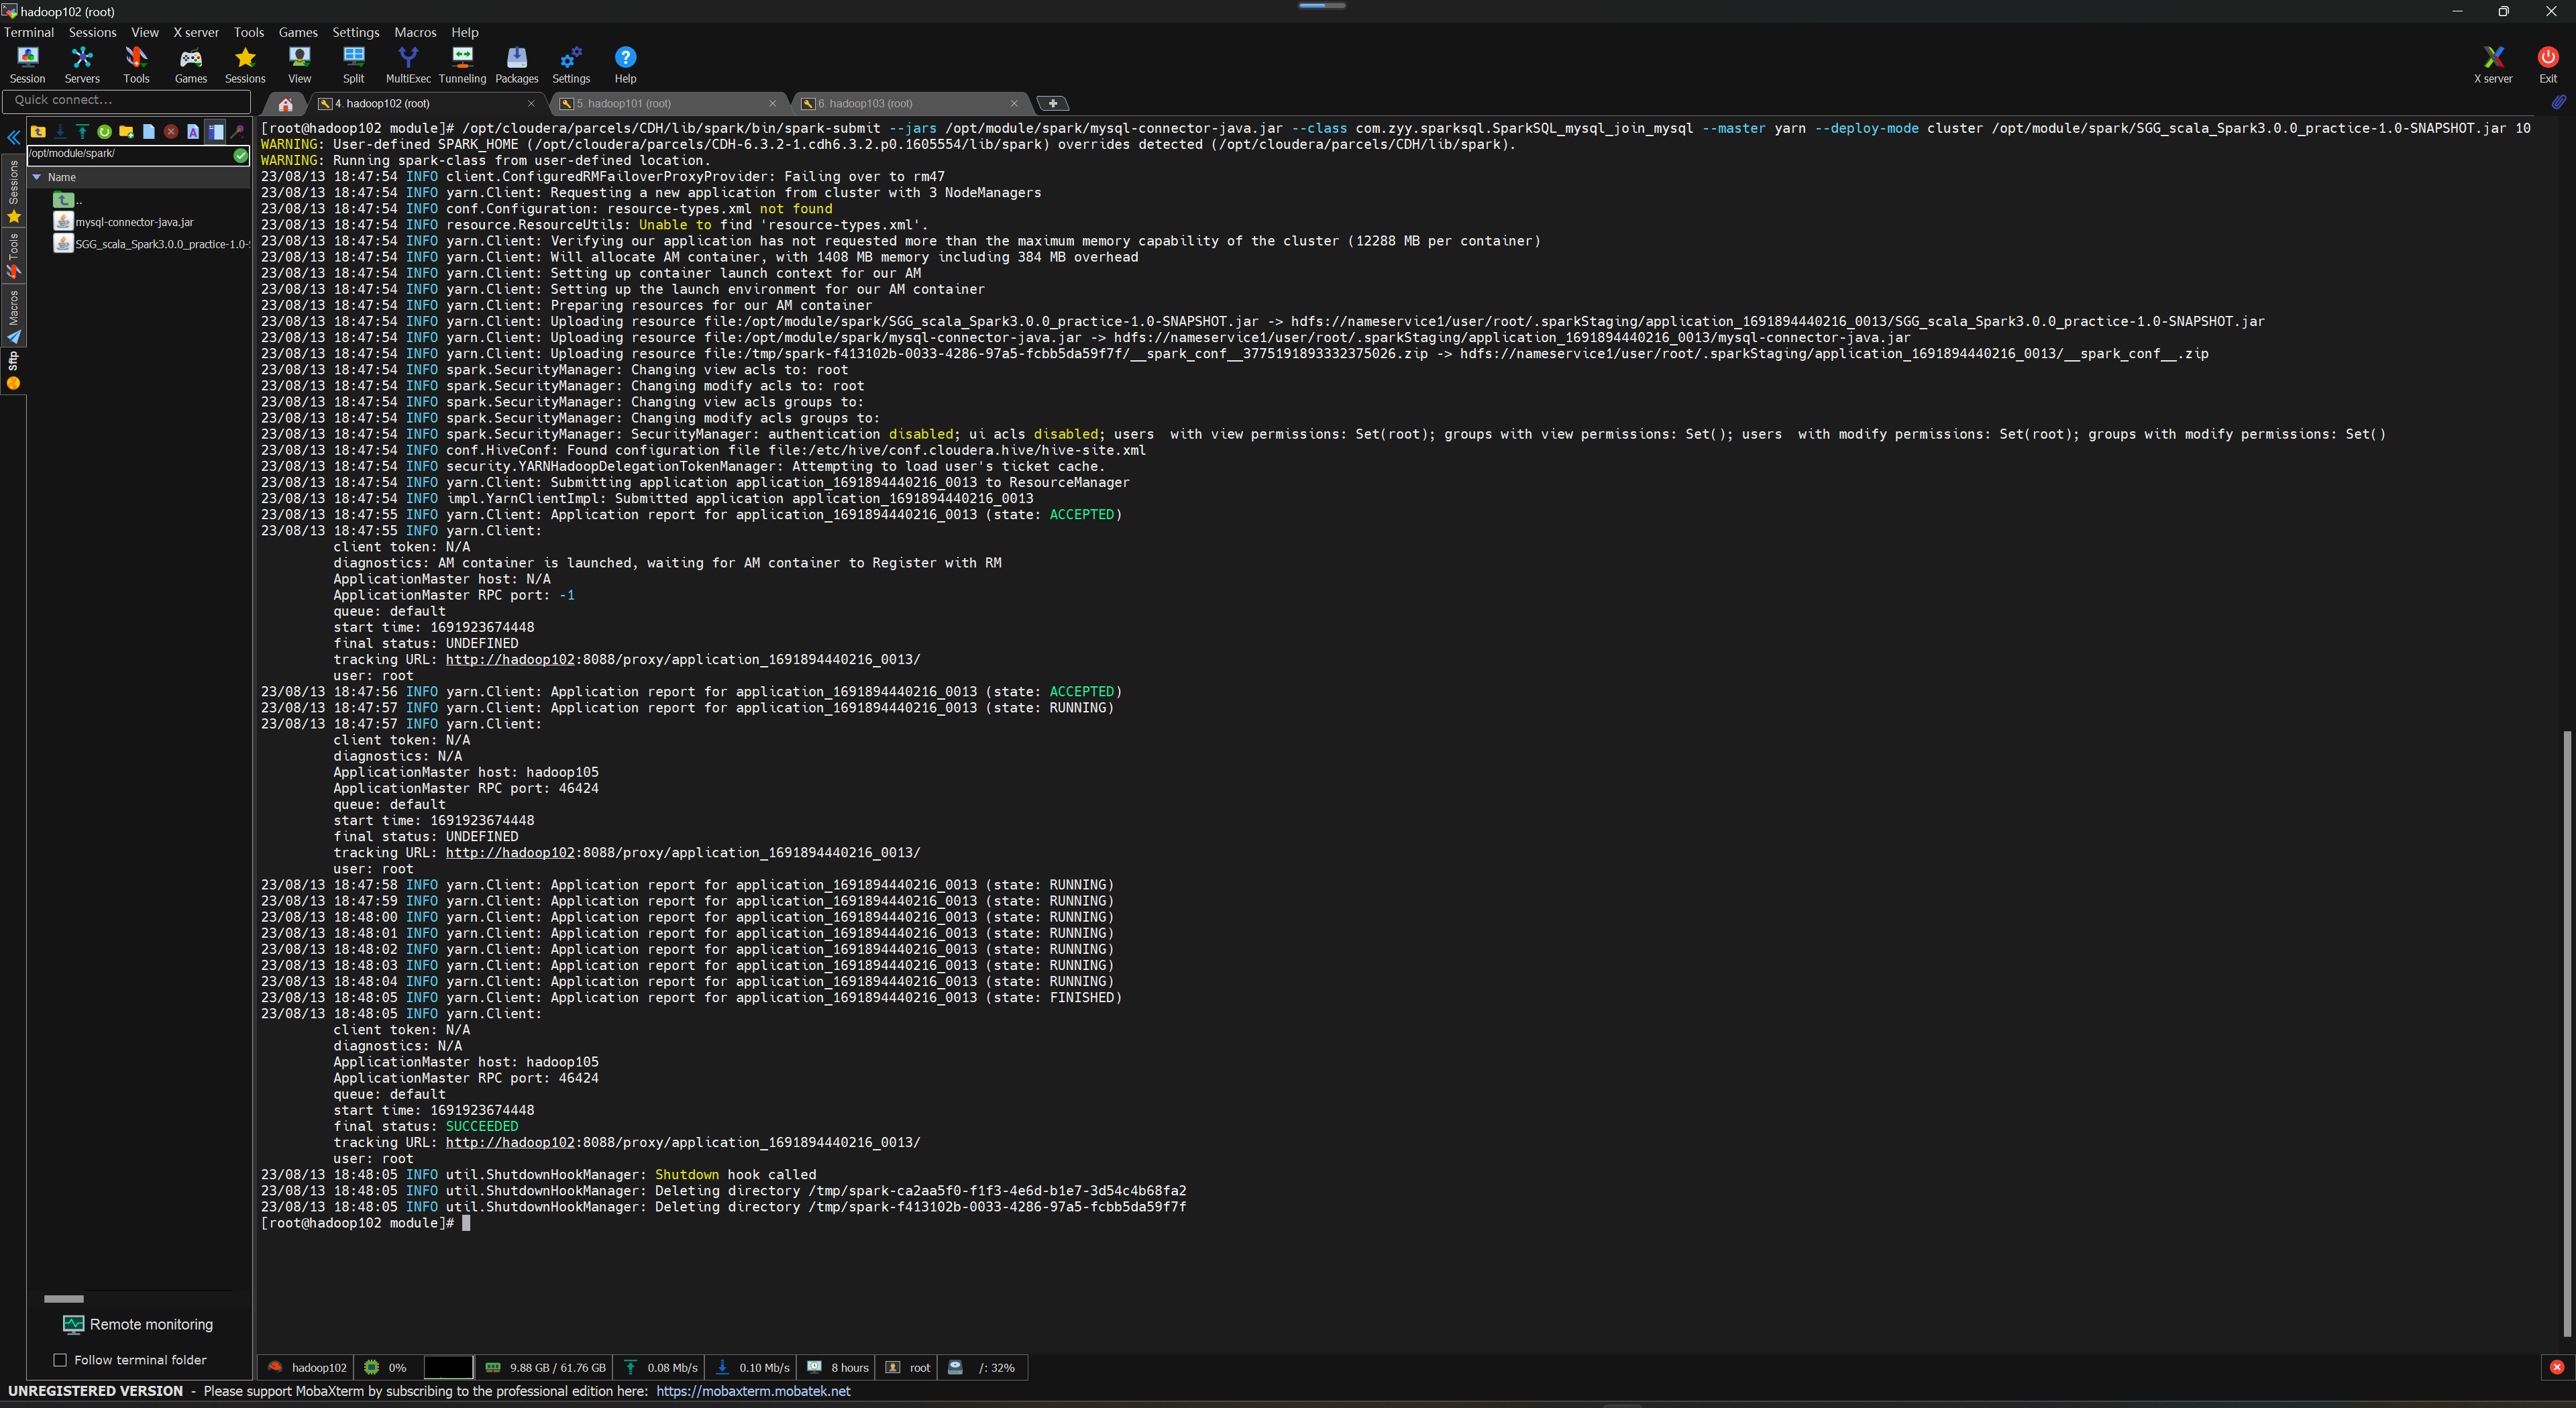 hadoop102 (root)
Terminal Sessions View X server Tools Games Settings Macros Help
Session Servers Tools Games Sessions View Split MultiExec Tunneling Packages Settings Help X server Exit
Quick connect...
4. hadoop102 (root) 5. hadoop101 (root) 6. hadoop103 (root)
/opt/module/spark/
Name
..
mysql-connector-java.jar
SGG_scala_Spark3.0.0_practice-1.0-
Sessions
Tools
Macros
Sftp
[root@hadoop102 module]# /opt/cloudera/parcels/CDH/lib/spark/bin/spark-submit --jars /opt/module/spark/mysql-connector-java.jar --class com.zyy.sparksql.SparkSQL_mysql_join_mysql --master yarn --deploy-mode cluster /opt/module/spark/SGG_scala_Spark3.0.0_practice-1.0-SNAPSHOT.jar 10
WARNING: User-defined SPARK_HOME (/opt/cloudera/parcels/CDH-6.3.2-1.cdh6.3.2.p0.1605554/lib/spark) overrides detected (/opt/cloudera/parcels/CDH/lib/spark).
WARNING: Running spark-class from user-defined location.
23/08/13 18:47:54 INFO client.ConfiguredRMFailoverProxyProvider: Failing over to rm47
23/08/13 18:47:54 INFO yarn.Client: Requesting a new application from cluster with 3 NodeManagers
23/08/13 18:47:54 INFO conf.Configuration: resource-types.xml not found
23/08/13 18:47:54 INFO resource.ResourceUtils: Unable to find 'resource-types.xml'.
23/08/13 18:47:54 INFO yarn.Client: Verifying our application has not requested more than the maximum memory capability of the cluster (12288 MB per container)
23/08/13 18:47:54 INFO yarn.Client: Will allocate AM container, with 1408 MB memory including 384 MB overhead
23/08/13 18:47:54 INFO yarn.Client: Setting up container launch context for our AM
23/08/13 18:47:54 INFO yarn.Client: Setting up the launch environment for our AM container
23/08/13 18:47:54 INFO yarn.Client: Preparing resources for our AM container
23/08/13 18:47:54 INFO yarn.Client: Uploading resource file:/opt/module/spark/SGG_scala_Spark3.0.0_practice-1.0-SNAPSHOT.jar -> hdfs://nameservice1/user/root/.sparkStaging/application_1691894440216_0013/SGG_scala_Spark3.0.0_practice-1.0-SNAPSHOT.jar
23/08/13 18:47:54 INFO yarn.Client: Uploading resource file:/opt/module/spark/mysql-connector-java.jar -> hdfs://nameservice1/user/root/.sparkStaging/application_1691894440216_0013/mysql-connector-java.jar
23/08/13 18:47:54 INFO yarn.Client: Uploading resource file:/tmp/spark-f413102b-0033-4286-97a5-fcbb5da59f7f/__spark_conf__3775191893332375026.zip -> hdfs://nameservice1/user/root/.sparkStaging/application_1691894440216_0013/__spark_conf__.zip
23/08/13 18:47:54 INFO spark.SecurityManager: Changing view acls to: root
23/08/13 18:47:54 INFO spark.SecurityManager: Changing modify acls to: root
23/08/13 18:47:54 INFO spark.SecurityManager: Changing view acls groups to:
23/08/13 18:47:54 INFO spark.SecurityManager: Changing modify acls groups to:
23/08/13 18:47:54 INFO spark.SecurityManager: SecurityManager: authentication disabled; ui acls disabled; users  with view permissions: Set(root); groups with view permissions: Set(); users  with modify permissions: Set(root); groups with modify permissions: Set()
23/08/13 18:47:54 INFO conf.HiveConf: Found configuration file file:/etc/hive/conf.cloudera.hive/hive-site.xml
23/08/13 18:47:54 INFO security.YARNHadoopDelegationTokenManager: Attempting to load user's ticket cache.
23/08/13 18:47:54 INFO yarn.Client: Submitting application application_1691894440216_0013 to ResourceManager
23/08/13 18:47:54 INFO impl.YarnClientImpl: Submitted application application_1691894440216_0013
23/08/13 18:47:55 INFO yarn.Client: Application report for application_1691894440216_0013 (state: ACCEPTED)
23/08/13 18:47:55 INFO yarn.Client:
client token: N/A
diagnostics: AM container is launched, waiting for AM container to Register with RM
ApplicationMaster host: N/A
ApplicationMaster RPC port: -1
queue: default
start time: 1691923674448
final status: UNDEFINED
tracking URL: http://hadoop102:8088/proxy/application_1691894440216_0013/
user: root
23/08/13 18:47:56 INFO yarn.Client: Application report for application_1691894440216_0013 (state: ACCEPTED)
23/08/13 18:47:57 INFO yarn.Client: Application report for application_1691894440216_0013 (state: RUNNING)
23/08/13 18:47:57 INFO yarn.Client:
client token: N/A
diagnostics: N/A
ApplicationMaster host: hadoop105
ApplicationMaster RPC port: 46424
queue: default
start time: 1691923674448
final status: UNDEFINED
tracking URL: http://hadoop102:8088/proxy/application_1691894440216_0013/
user: root
23/08/13 18:47:58 INFO yarn.Client: Application report for application_1691894440216_0013 (state: RUNNING)
23/08/13 18:47:59 INFO yarn.Client: Application report for application_1691894440216_0013 (state: RUNNING)
23/08/13 18:48:00 INFO yarn.Client: Application report for application_1691894440216_0013 (state: RUNNING)
23/08/13 18:48:01 INFO yarn.Client: Application report for application_1691894440216_0013 (state: RUNNING)
23/08/13 18:48:02 INFO yarn.Client: Application report for application_1691894440216_0013 (state: RUNNING)
23/08/13 18:48:03 INFO yarn.Client: Application report for application_1691894440216_0013 (state: RUNNING)
23/08/13 18:48:04 INFO yarn.Client: Application report for application_1691894440216_0013 (state: RUNNING)
23/08/13 18:48:05 INFO yarn.Client: Application report for application_1691894440216_0013 (state: FINISHED)
23/08/13 18:48:05 INFO yarn.Client:
client token: N/A
diagnostics: N/A
ApplicationMaster host: hadoop105
ApplicationMaster RPC port: 46424
queue: default
start time: 1691923674448
final status: SUCCEEDED
tracking URL: http://hadoop102:8088/proxy/application_1691894440216_0013/
user: root
23/08/13 18:48:05 INFO util.ShutdownHookManager: Shutdown hook called
23/08/13 18:48:05 INFO util.ShutdownHookManager: Deleting directory /tmp/spark-ca2aa5f0-f1f3-4e6d-b1e7-3d54c4b68fa2
23/08/13 18:48:05 INFO util.ShutdownHookManager: Deleting directory /tmp/spark-f413102b-0033-4286-97a5-fcbb5da59f7f
[root@hadoop102 module]#
Remote monitoring
Follow terminal folder
hadoop102 0% 9.88 GB / 61.76 GB 0.08 Mb/s 0.10 Mb/s 8 hours root /: 32%
UNREGISTERED VERSION - Please support MobaXterm by subscribing to the professional edition here: https://mobaxterm.mobatek.net